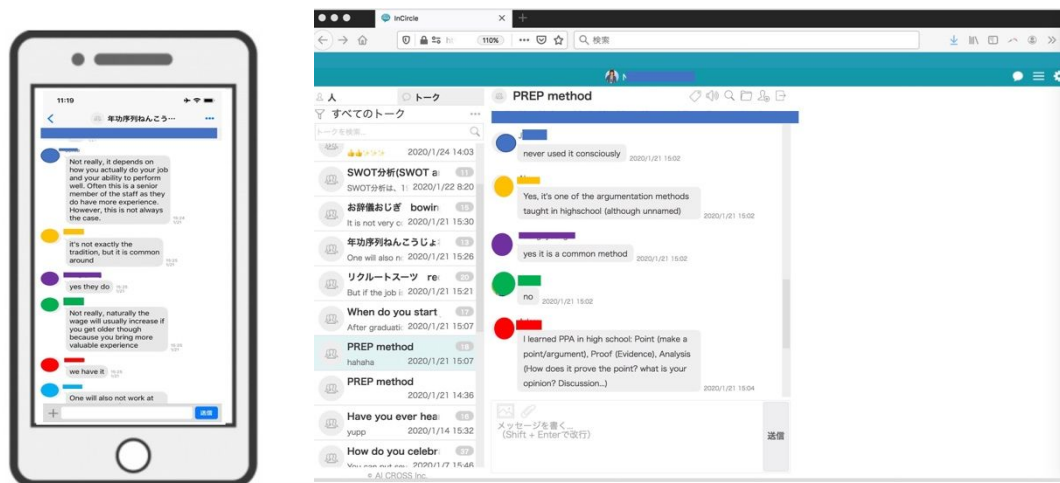 11:19
年功序列ねんこう…
Not really, it depends on
how you actually do your job
and your ability to perform
well. Often this is a senior
member of the staff as they
do have more experience.
However, this is not always
the case.
it's not exactly the
tradition, but it is common
around
yes they do
Not really, naturally the
wage will usually increase if
you get older though
because you bring more
valuable experience
we have it
One will also not work at
送信
InCircle
110%
検索
人
トーク
すべてのトーク
トークを検索...
2020/1/24 14:03
SWOT分析(SWOT a
11
SWOT分析は、1
2020/1/22 8:20
お辞儀おじぎ bowin
15
It is not very c
2020/1/21 15:30
年功序列ねんこうじょ
13
One will also n
2020/1/21 15:26
リクルートスーツ re
20
But if the job i
2020/1/21 15:21
When do you start
17
After graduati
2020/1/21 15:07
PREP method
18
hahaha
2020/1/21 15:07
PREP method
2020/1/21 14:36
Have you ever hea
16
yupp
2020/1/14 15:32
How do you celebr
37
You can put
2020/1/7 15:46
© AI CROSS Inc.
PREP method
never used it consciously
2020/1/21 15:02
Yes, it's one of the argumentation methods
taught in highschool (although unnamed)
2020/1/21 15:02
yes it is a common method
2020/1/21 15:02
no
2020/1/21 15:02
I learned PPA in high school: Point (make a
point/argument), Proof (Evidence), Analysis
(How does it prove the point? what is your
opinion? Discussion...)
2020/1/21 15:04
メッセージを書く...
(Shift + Enterで改行)
送信